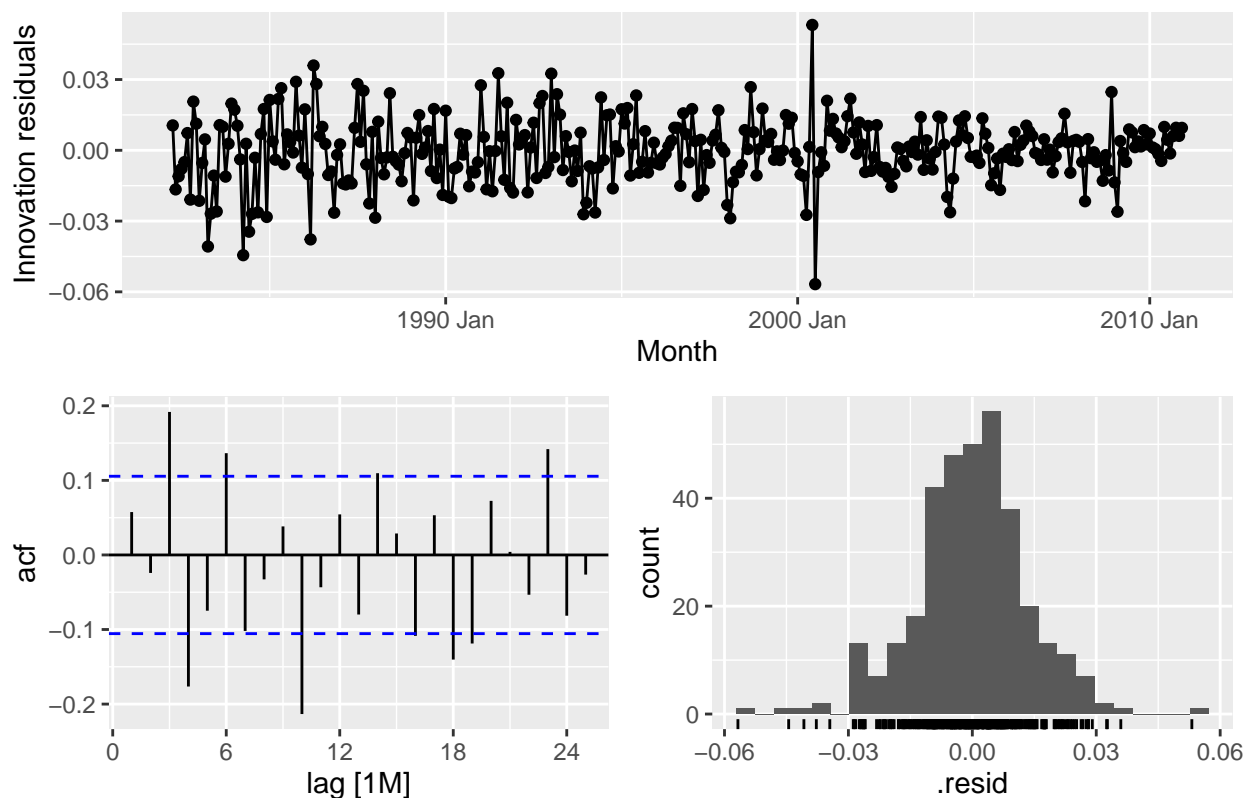 Innovation residuals
0.03
0.00
−0.03
−0.06
1990 Jan
2000 Jan
2010 Jan
Month
acf
0.2
0.1
0.0
−0.1
−0.2
0
6
12
18
24
lag [1M]
count
40
20
0
−0.06
−0.03
0.00
0.03
0.06
.resid